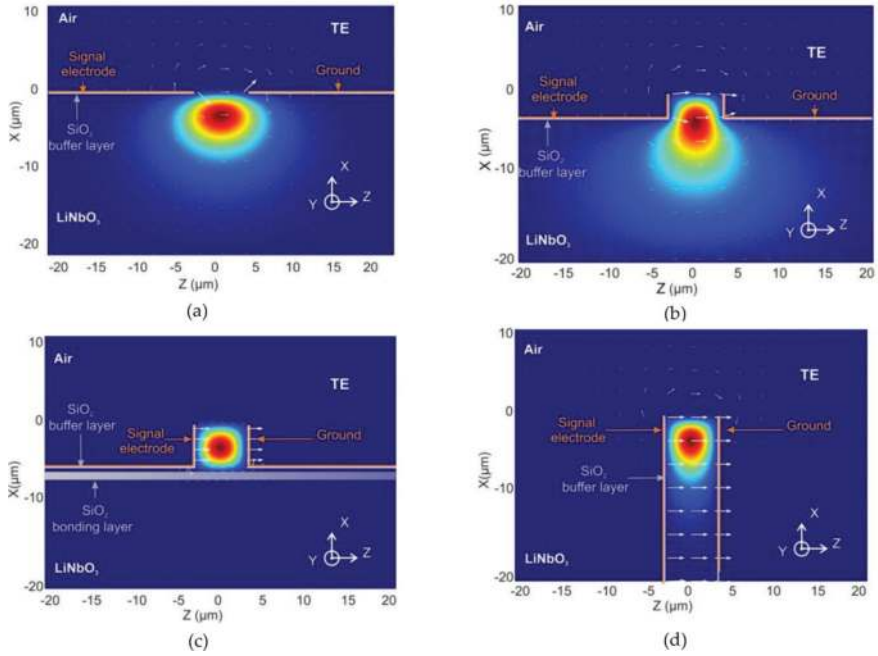 10
Air
TE
Signal
electrode
Ground
0
SiO2
buffer layer
X (µm)
-10
X
Y
Z
LiNbO3
-20
-20 -15 -10 -5 0 5 10 15 20
Z (µm)
(a)
10
Air
TE
0
Signal
electrode
Ground
SiO2
buffer layer
X (µm)
-10
X
Y
Z
LiNbO3
-20
-20 -15 -10 -5 0 5 10 15 20
Z (µm)
(b)
10
Air
TE
SiO2
buffer layer
0
Signal
electrode
Ground
X(µm)
-10
SiO2
bonding layer
X
Y
Z
LiNbO3
-20
-20 -15 -10 -5 0 5 10 15 20
Z (µm)
(c)
10
Air
TE
0
Signal
electrode
Ground
SiO2
buffer layer
X(µm)
-10
X
Y
Z
LiNbO3
-20
-20 -15 -10 -5 0 5 10 15 20
Z (µm)
(d)